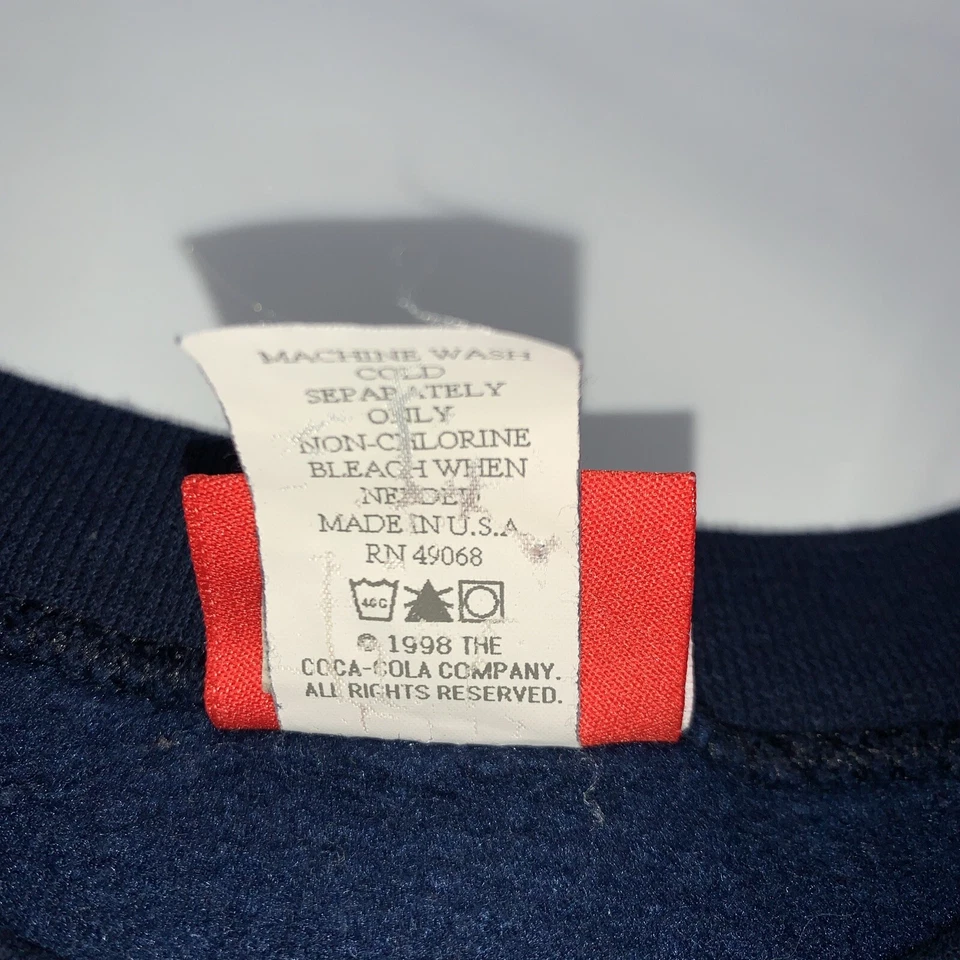 MACHINE WASH
COLD
SEPARATELY
ONLY
NON-CHLORINE
BLEACH WHEN
NEEDED
MADE IN U.S.A
RN 49068
40C
© 1998 THE
COCA-COLA COMPANY.
ALL RIGHTS RESERVED.